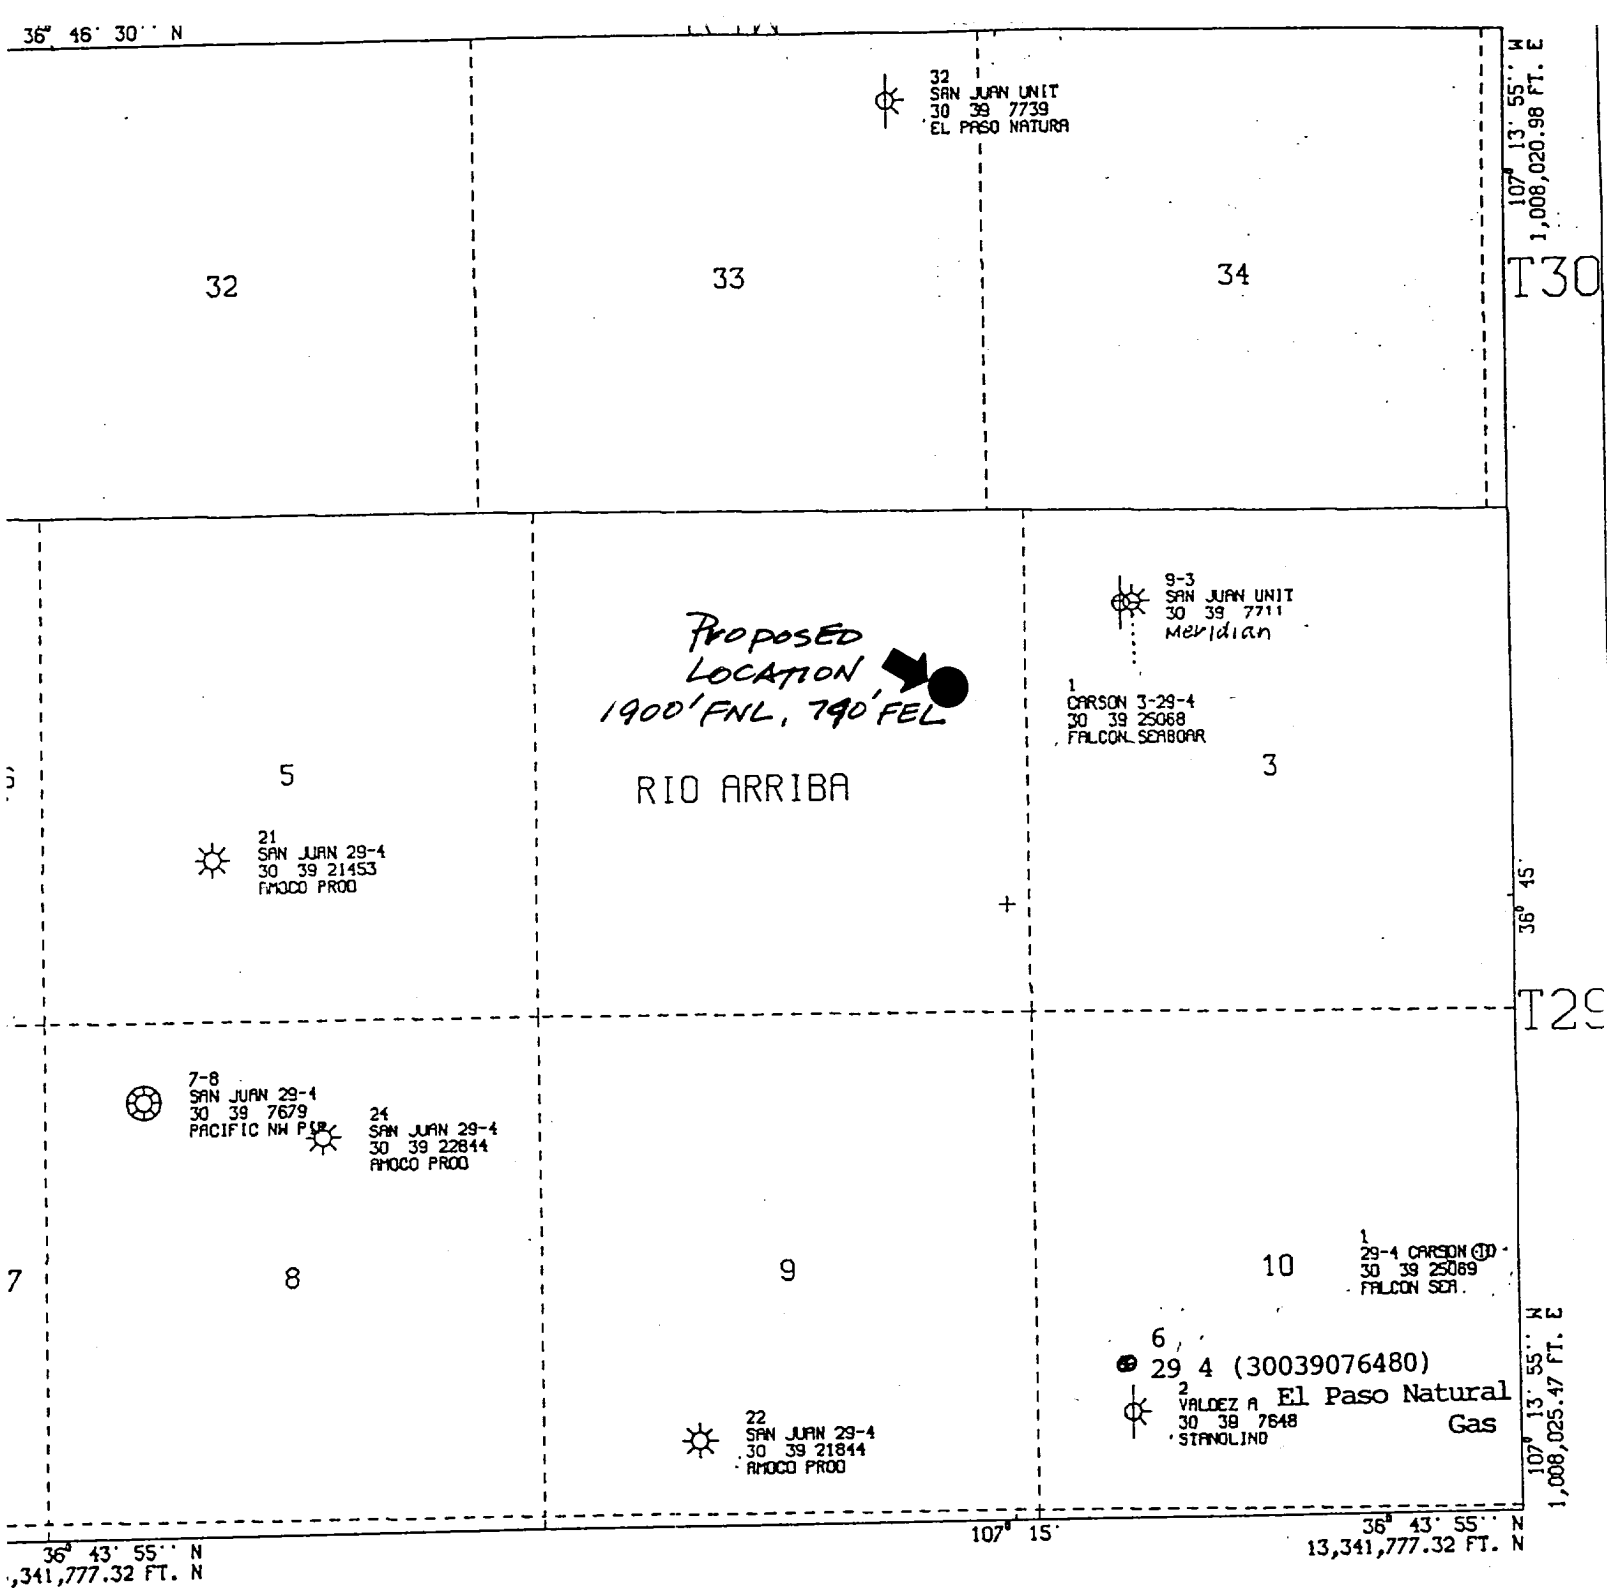 36° 46' 30'' N
32
SAN JUAN UNIT
30 39 7739
EL PASO NATURA
107° 13' 55'' W
1,008,020.98 FT. E
32
33
34
T30
9-3
SAN JUAN UNIT
30 39 7711
Meridian
PROPOSED
LOCATION
1900' FNL, 790' FEL
1
CARSON 3-29-4
30 39 25068
FALCON SEABOAR
5
3
RIO ARRIBA
21
SAN JUAN 29-4
30 39 21453
AMOCO PROD
36° 45'
T29
7-8
SAN JUAN 29-4
30 39 7679
PACIFIC NW
24
SAN JUAN 29-4
30 39 22844
AMOCO PROD
7
8
9
10
1
29-4 CARSON 10
30 39 25069
FALCON SEA
6
29 4 (30039076480)
El Paso Natural
Gas
2
VALDEZ A
30 39 7648
STANOLIND
22
SAN JUAN 29-4
30 39 21844
AMOCO PROD
107° 13' 55'' W
1,008,025.47 FT. E
107° 15'
36° 43' 55'' N
13,341,777.32 FT. N
36° 43' 55'' N
,341,777.32 FT. N